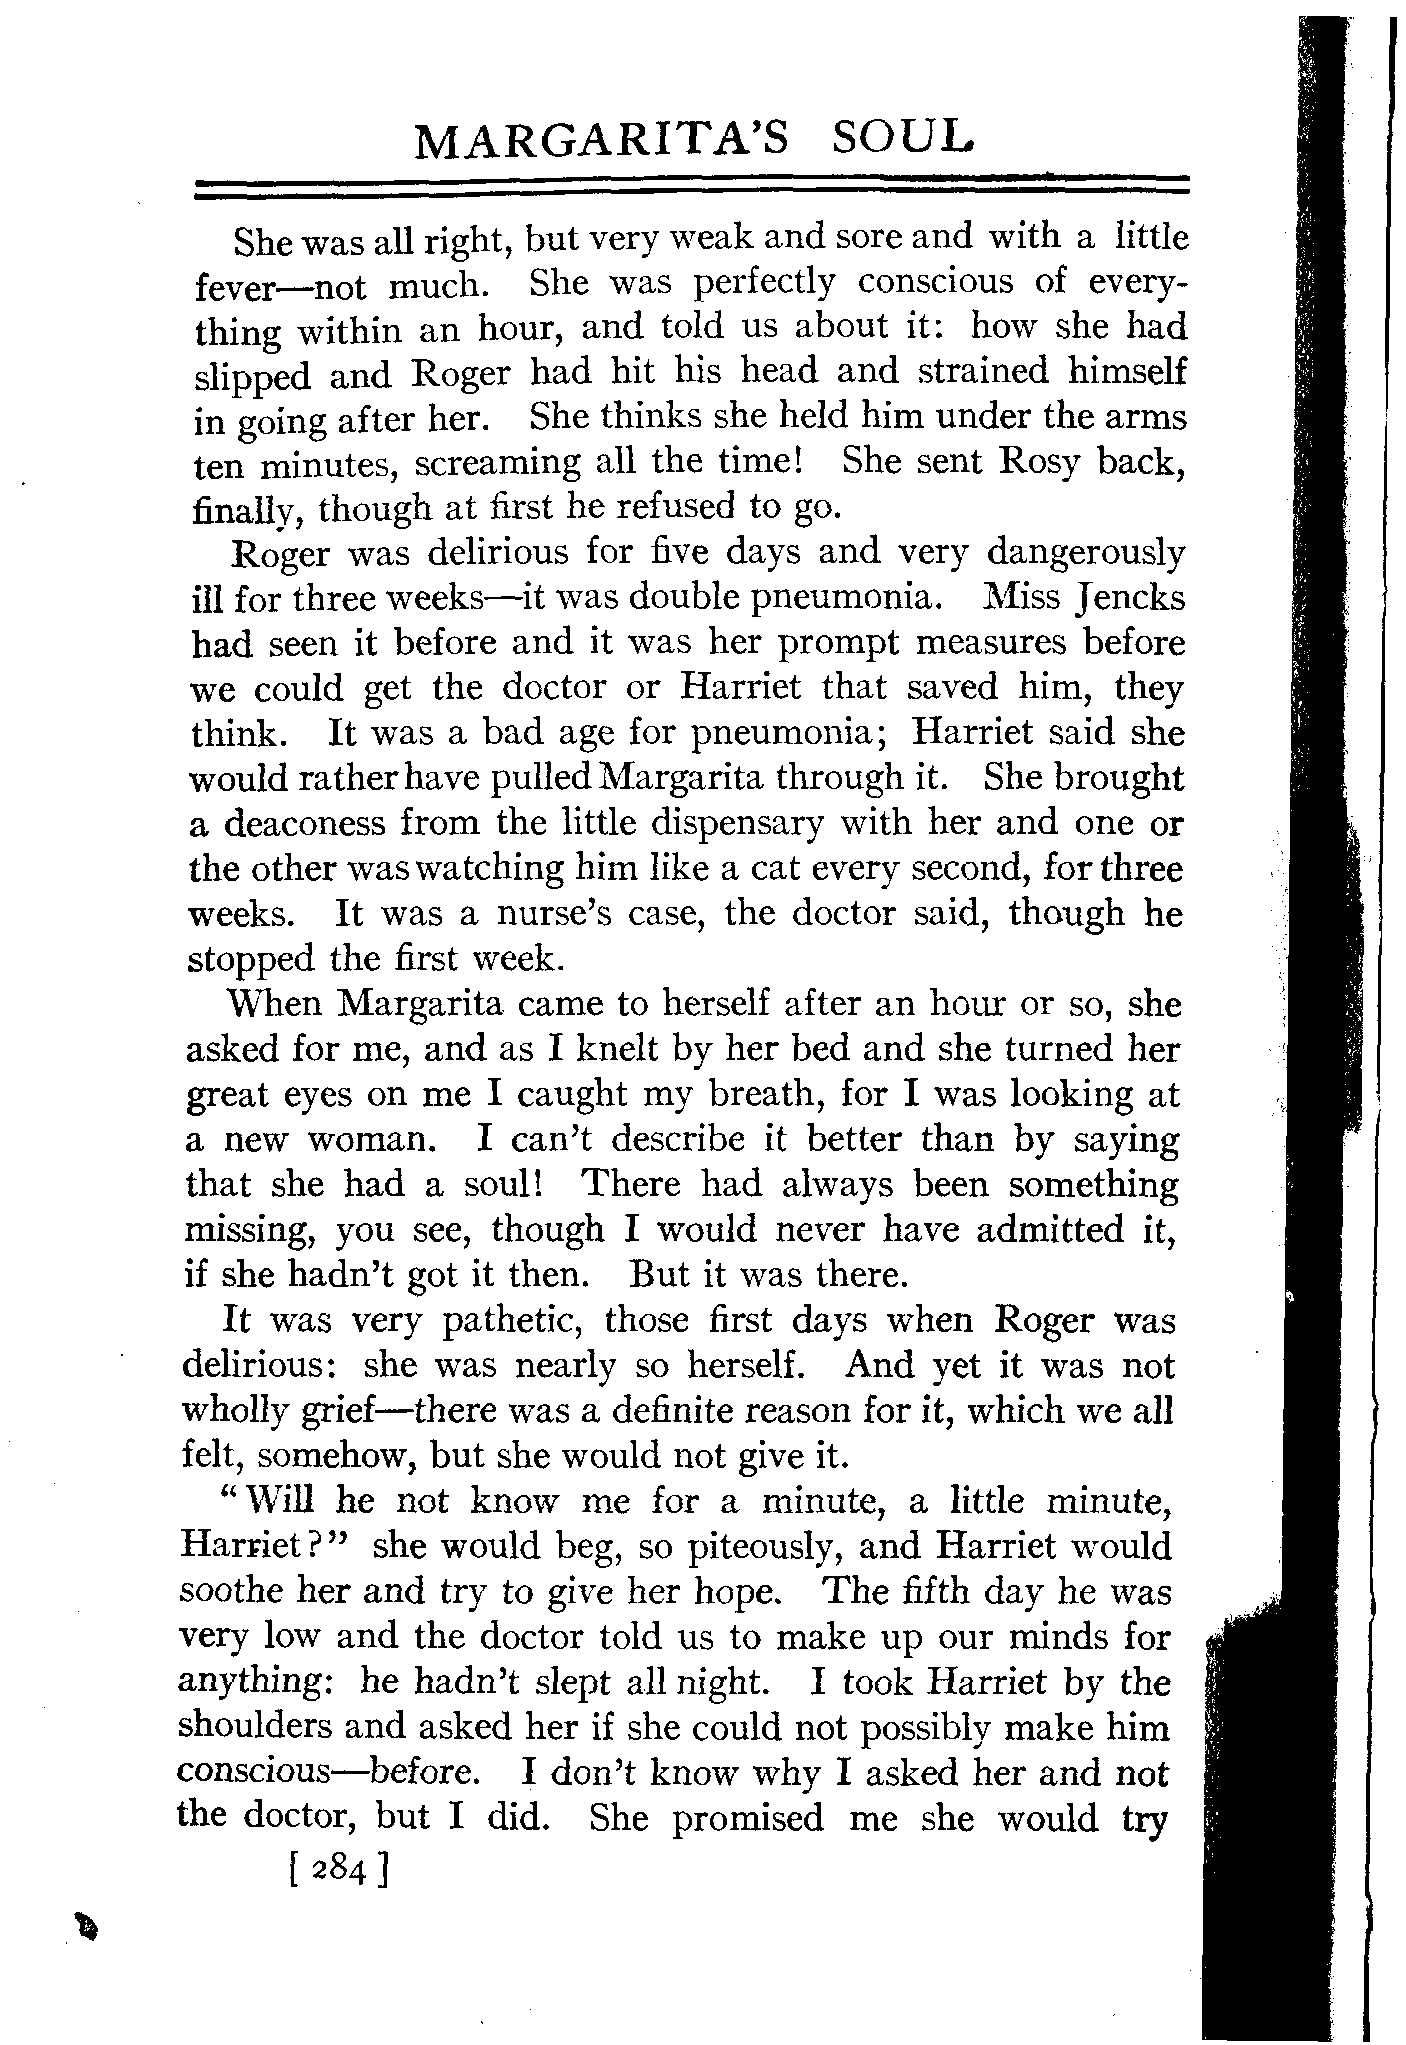 MARGARITA'S SOUL
She was all right, but very weak and sore and with a little
fever—not much. She was perfectly conscious of every-
thing within an hour, and told us about it: how she had
slipped and Roger had hit his head and strained himself
in going after her. She thinks she held him under the arms
ten minutes, screaming all the time! She sent Rosy back,
finally, though at first he refused to go.
Roger was delirious for five days and very dangerously
ill for three weeks—it was double pneumonia. Miss Jencks
had seen it before and it was her prompt measures before
we could get the doctor or Harriet that saved him, they
think. It was a bad age for pneumonia; Harriet said she
would rather have pulled Margarita through it. She brought
a deaconess from the little dispensary with her and one or
the other was watching him like a cat every second, for three
weeks. It was a nurse's case, the doctor said, though he
stopped the first week.
When Margarita came to herself after an hour or so, she
asked for me, and as I knelt by her bed and she turned her
great eyes on me I caught my breath, for I was looking at
a new woman. I can't describe it better than by saying
that she had a soul! There had always been something
missing, you see, though I would never have admitted it,
if she hadn't got it then. But it was there.
It was very pathetic, those first days when Roger was
delirious: she was nearly so herself. And yet it was not
wholly grief—there was a definite reason for it, which we all
felt, somehow, but she would not give it.
"Will he not know me for a minute, a little minute,
Harriet?" she would beg, so piteously, and Harriet would
soothe her and try to give her hope. The fifth day he was
very low and the doctor told us to make up our minds for
anything: he hadn't slept all night. I took Harriet by the
shoulders and asked her if she could not possibly make him
conscious—before. I don't know why I asked her and not
the doctor, but I did. She promised me she would try
[ 284 ]